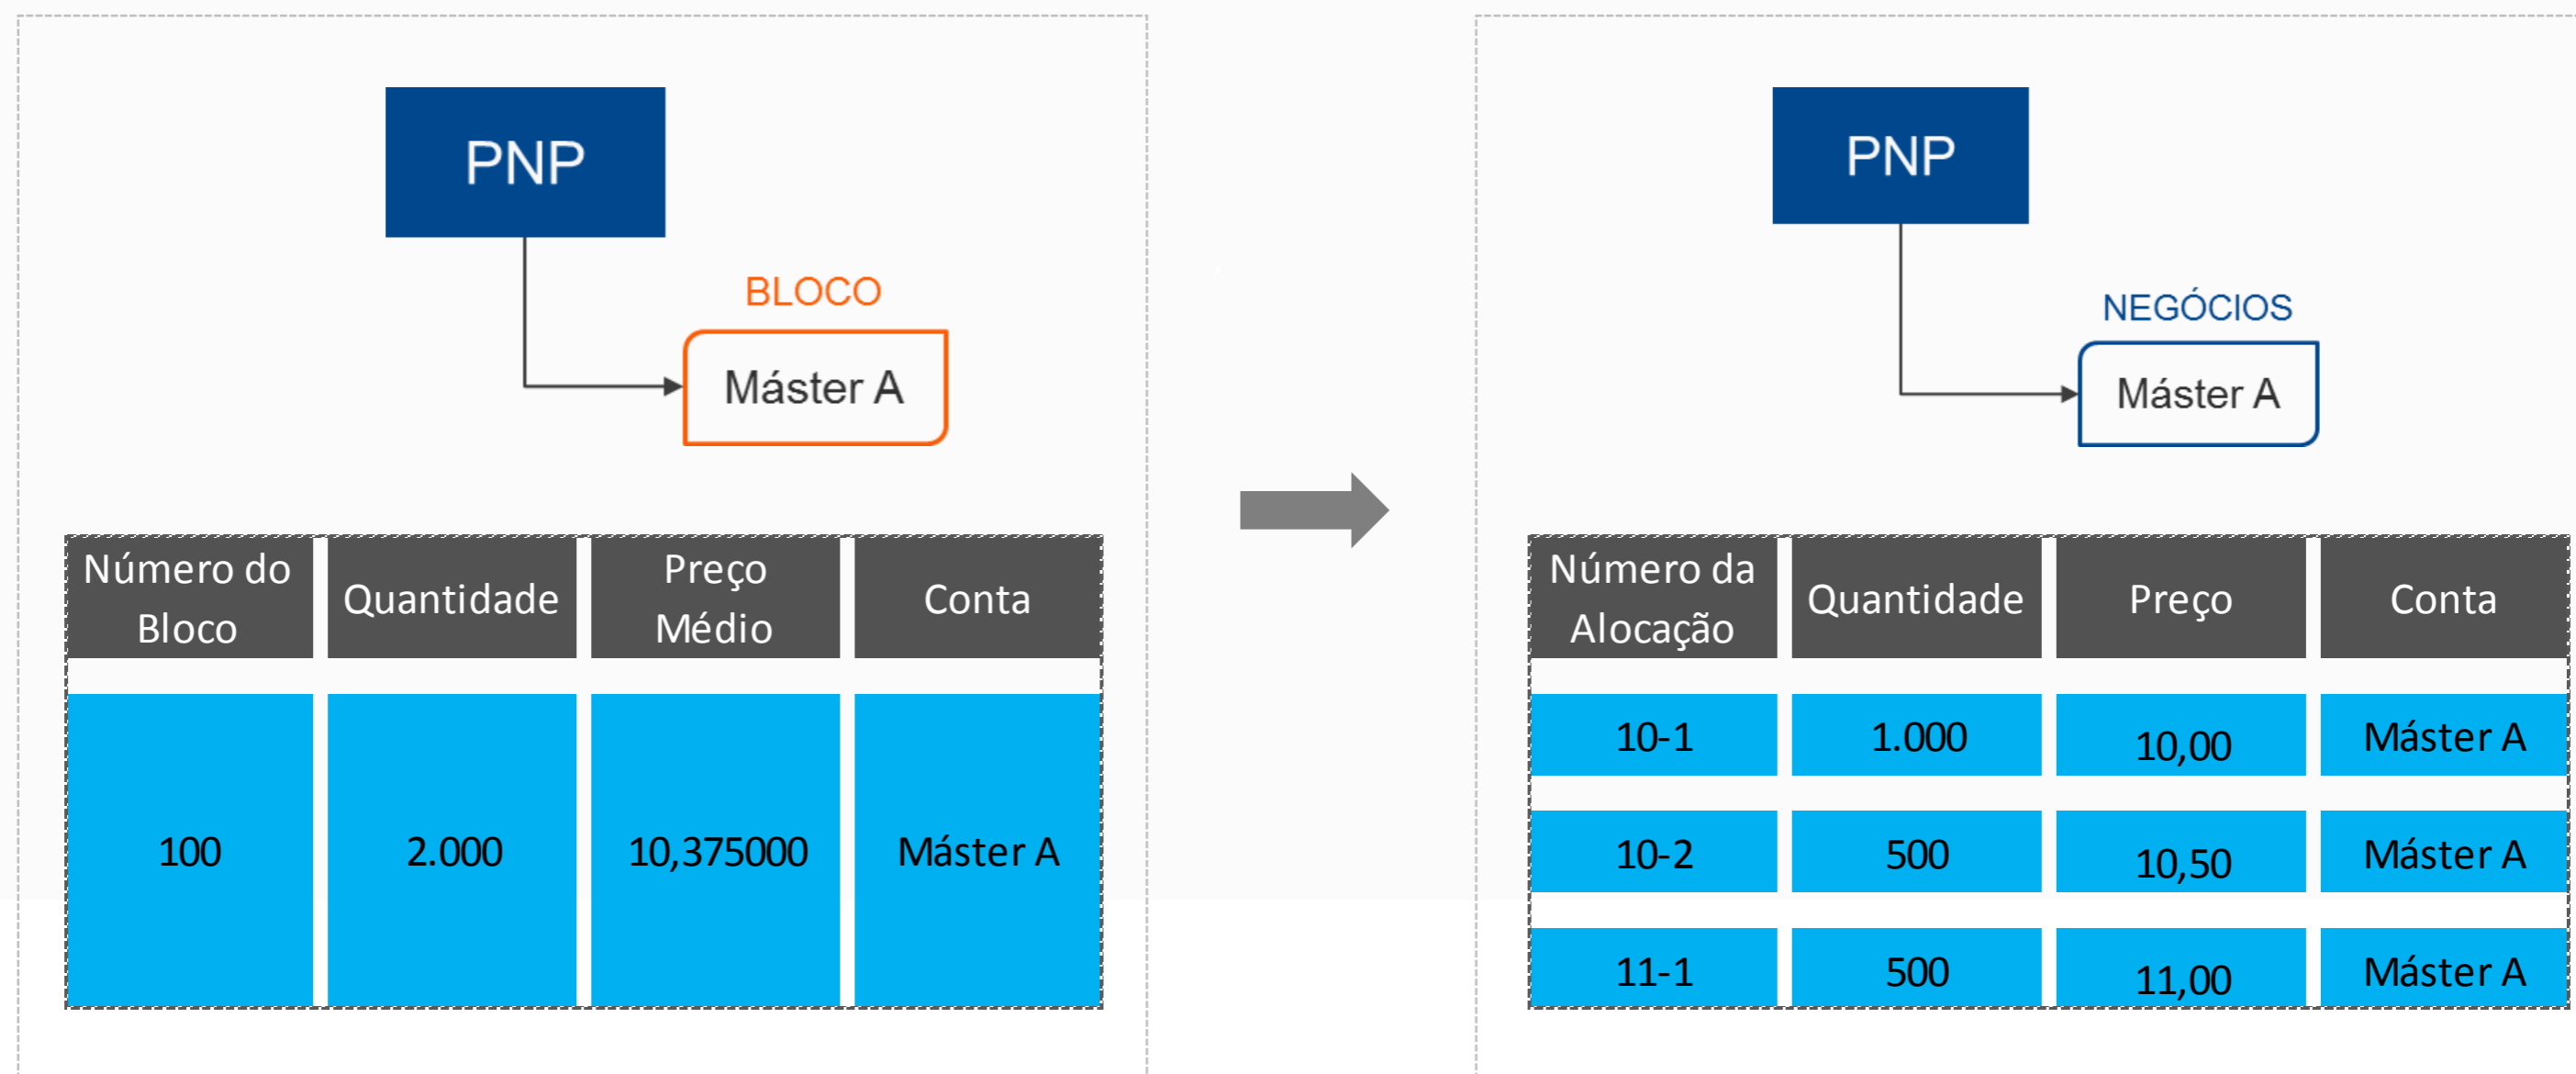 PNP
BLOCO
Máster A
Número do
Bloco
Quantidade
Preço
Médio
Conta
100
2.000
10,375000
Máster A
PNP
NEGÓCIOS
Máster A
Número da
Alocação
Quantidade
Preço
Conta
10-1
1.000
10,00
Máster A
10-2
500
10,50
Máster A
11-1
500
11,00
Máster A